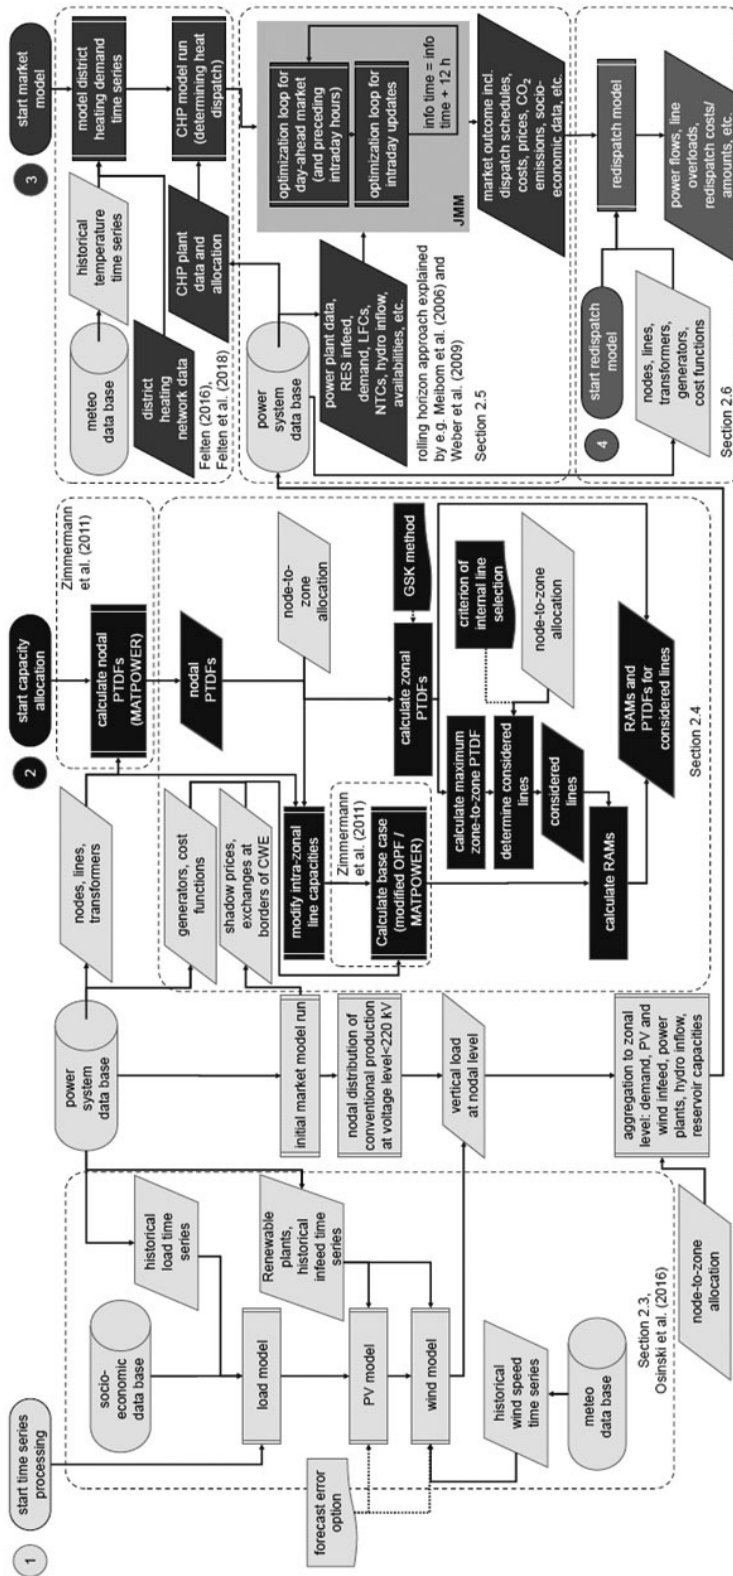 1
start time series
processing
socio-
economic
data base
historical
load time
series
load model
Renewable
plants,
historical
infeed time
series
PV model
wind model
forecast error
option
historical
wind speed
time series
meteo
data base
Section 2.3,
Osinski et al. (2016)
power
system
data base
initial market model run
nodal distribution of
conventional production
at voltage level<220 kV
vertical load
at nodal level
aggregation to zonal
level: demand, PV and
wind infeed, power
plants, hydro inflow,
reservoir capacities
node-to-zone
allocation
2
start capacity
allocation
nodes, lines,
transformers
calculate nodal
PTDFs
(MATPOWER)
Zimmermann
et al. (2011)
nodal
PTDFs
generators, cost
functions
shadow prices,
exchanges at
borders of CWE
modify intra-zonal
line capacities
node-to-
zone
allocation
Zimmermann
et al. (2011)
Calculate base case
(modified OPF /
MATPOWER)
calculate zonal
PTDFs
GSK method
calculate maximum
zone-to-zone PTDF
criterion of
internal line
selection
determine considered
lines
node-to-zone
allocation
considered
lines
calculate RAMs
RAMs and
PTDFs for
considered lines
Section 2.4
3
start market
model
meteo
data base
historical
temperature
time series
model district
heating demand
time series
district
heating
network data
CHP plant
data and
allocation
CHP model run
(determining heat
dispatch)
Felten (2016),
Felten et al. (2018)
power
system
data base
power plant data,
RES infeed,
demand, LFCs,
NTCs, hydro inflow,
availabilities, etc.
optimization loop for
day-ahead market
(and preceding
intraday hours)
optimization loop for
intraday updates
info time = info
time + 12 h
JMM
rolling horizon approach explained
by e.g. Meibom et al. (2006) and
Weber et al. (2009)
Section 2.5
market outcome incl.
dispatch schedules,
costs, prices, CO2
emissions, socio-
economic data, etc.
4
start redispatch
model
nodes, lines,
transformers,
generators,
cost functions
redispatch model
power flows, line
overloads,
redispatch costs/
amounts, etc.
Section 2.6